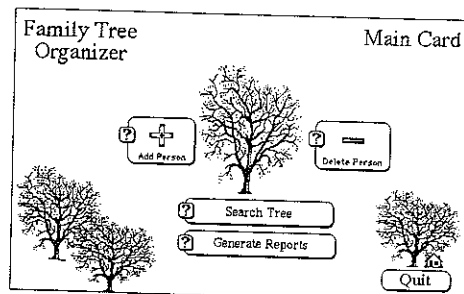 Family Tree
Organizer
Main Card
?
Add Person
?
Delete Person
?
Search Tree
?
Generate Reports
Quit